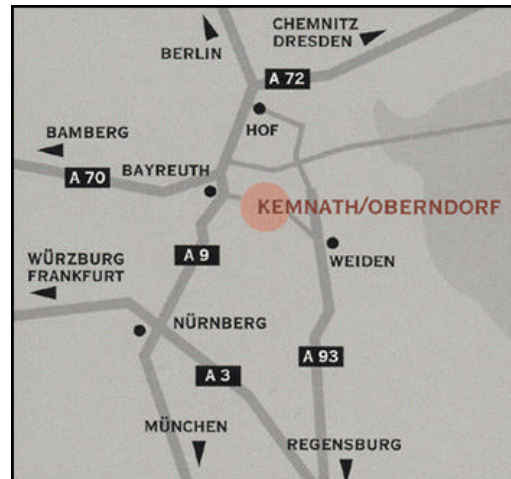 CHEMNITZ
DRESDEN
BERLIN
A 72
HOF
BAMBERG
A 70
BAYREUTH
KEMNATH/OBERNDORF
WÜRZBURG
FRANKFURT
A 9
WEIDEN
NÜRNBERG
A 93
A 3
MÜNCHEN
REGENSBURG